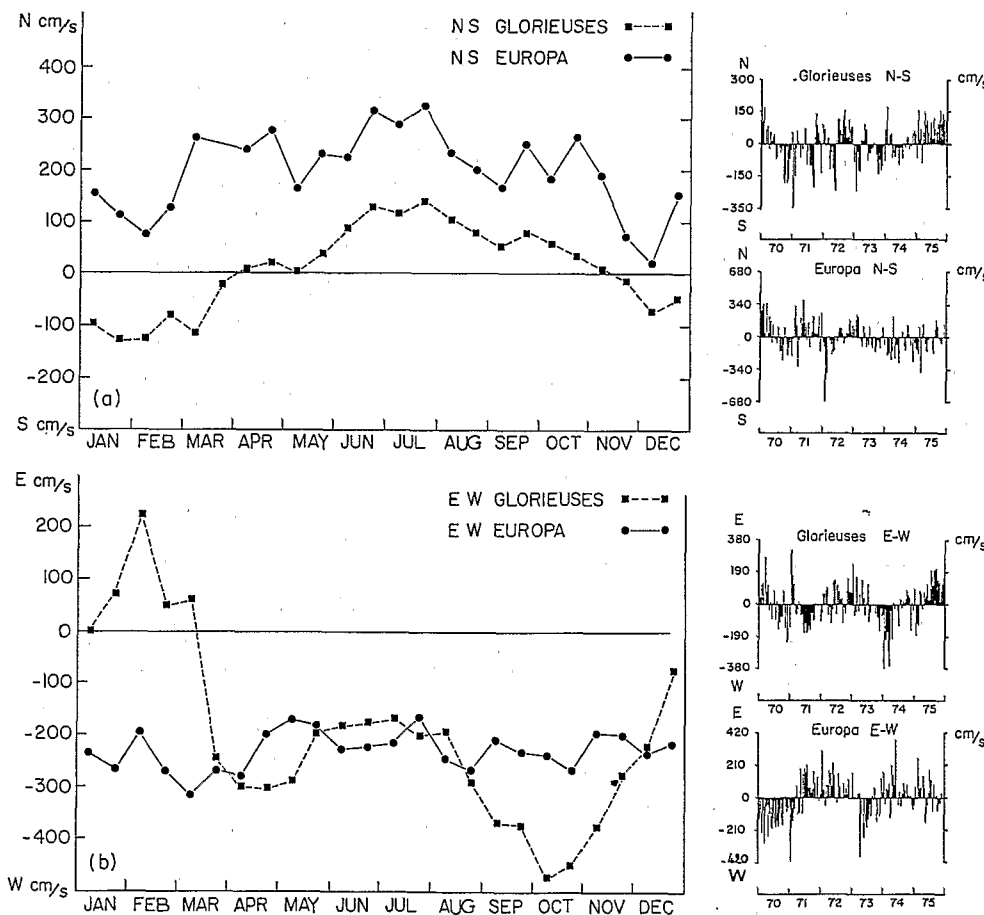 N cm/s
NS GLORIEUSES
NS EUROPA
400
300
200
100
0
-100
-200
(a)
S cm/s
JAN FEB MAR APR MAY JUN JUL AUG SEP OCT NOV DEC
E cm/s
EW GLORIEUSES
EW EUROPA
200
100
0
-100
-200
-300
-400
(b)
W cm/s
JAN FEB MAR APR MAY JUN JUL AUG SEP OCT NOV DEC
N
300
Glorieuses N-S
cm/s
150
0
-150
-350
S
70 71 72 73 74 75
N
680
Europa N-S
cm/s
340
0
-340
-680
S
70 71 72 73 74 75
E
380
Glorieuses E-W
cm/s
190
0
-190
-380
W
70 71 72 73 74 75
E
420
Europa E-W
cm/s
210
0
-210
W
70 71 72 73 74 75